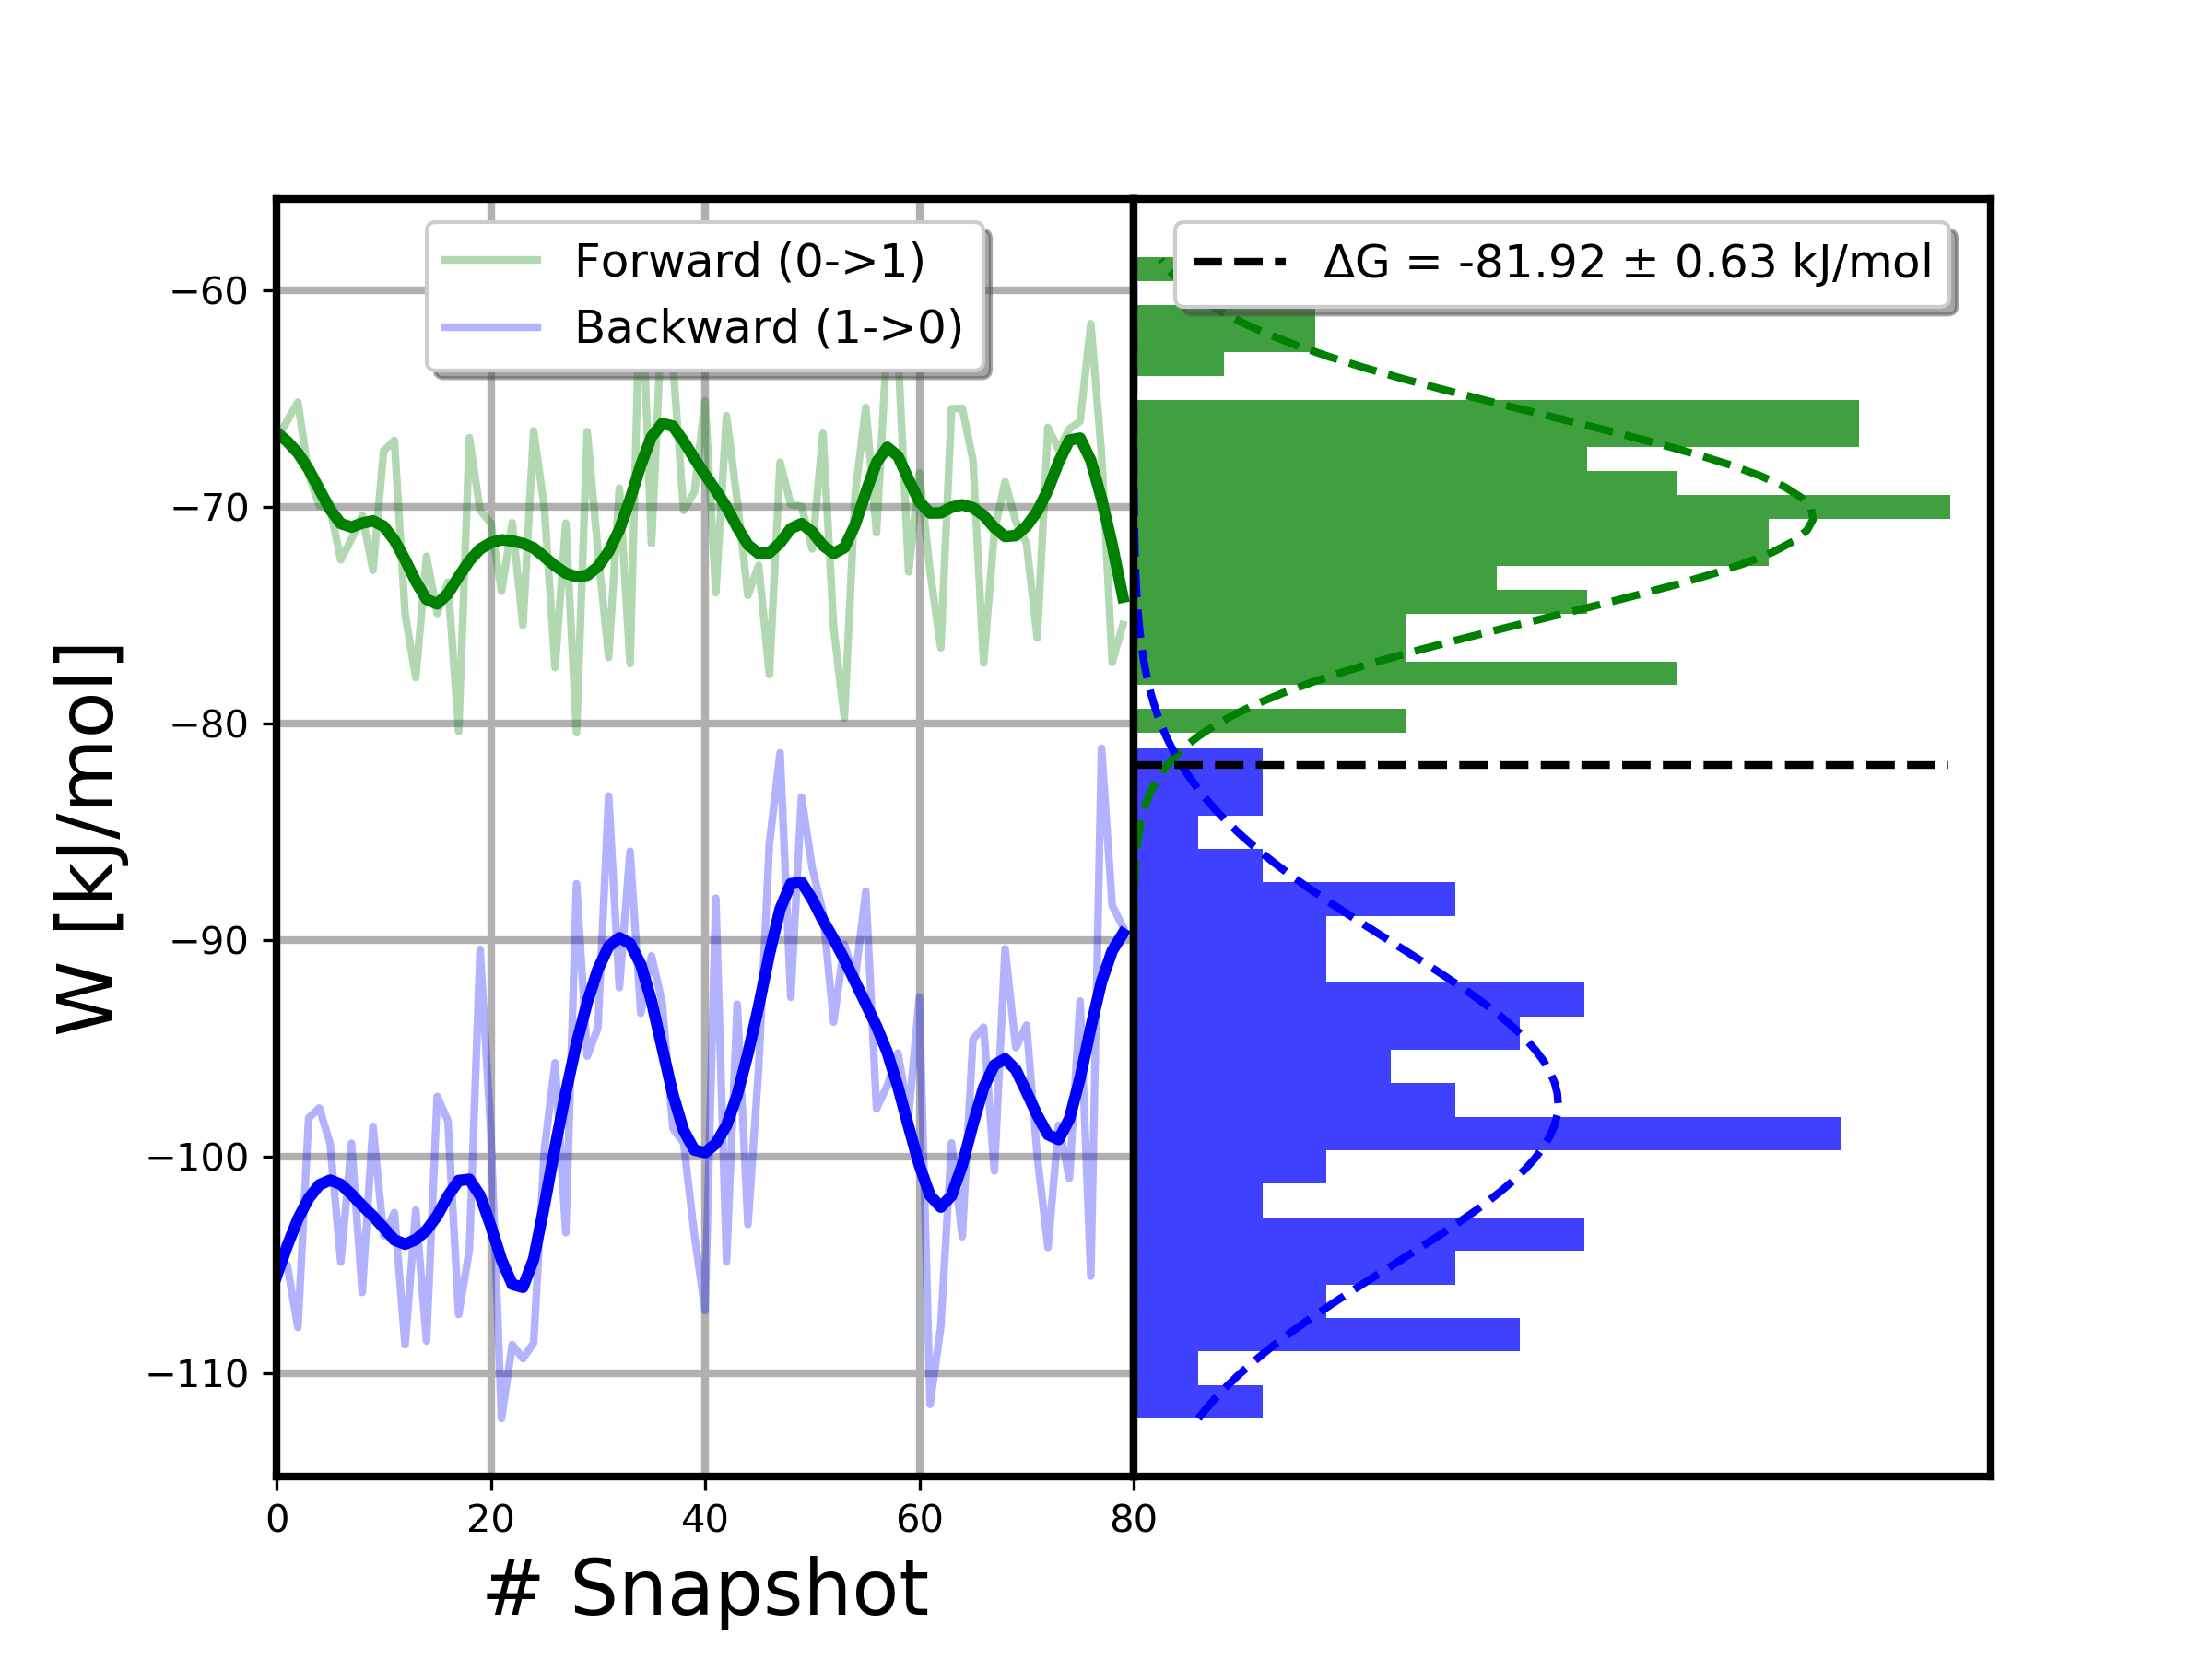 Forward (0->1)
Backward (1->0)
ΔG = -81.92 ± 0.63 kJ/mol
−60
−70
−80
−90
−100
−110
W [kJ/mol]
0 20 40 60 80
# Snapshot